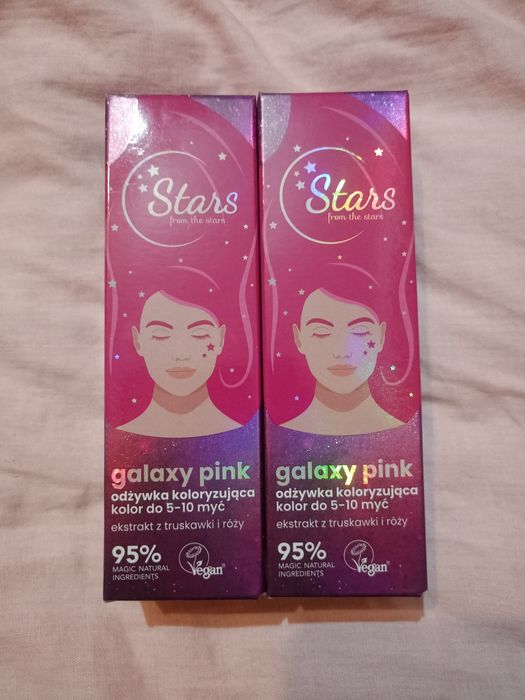 Stars
from the stars
galaxy pink
odżywka koloryzująca
kolor do 5-10 myć
ekstrakt z truskawki i róży
95%
MAGIC NATURAL
INGREDIENTS
Vegan
Stars
from the stars
galaxy pink
odżywka koloryzująca
kolor do 5-10 myć
ekstrakt z truskawki i róży
95%
MAGIC NATURAL
INGREDIENTS
Vegan